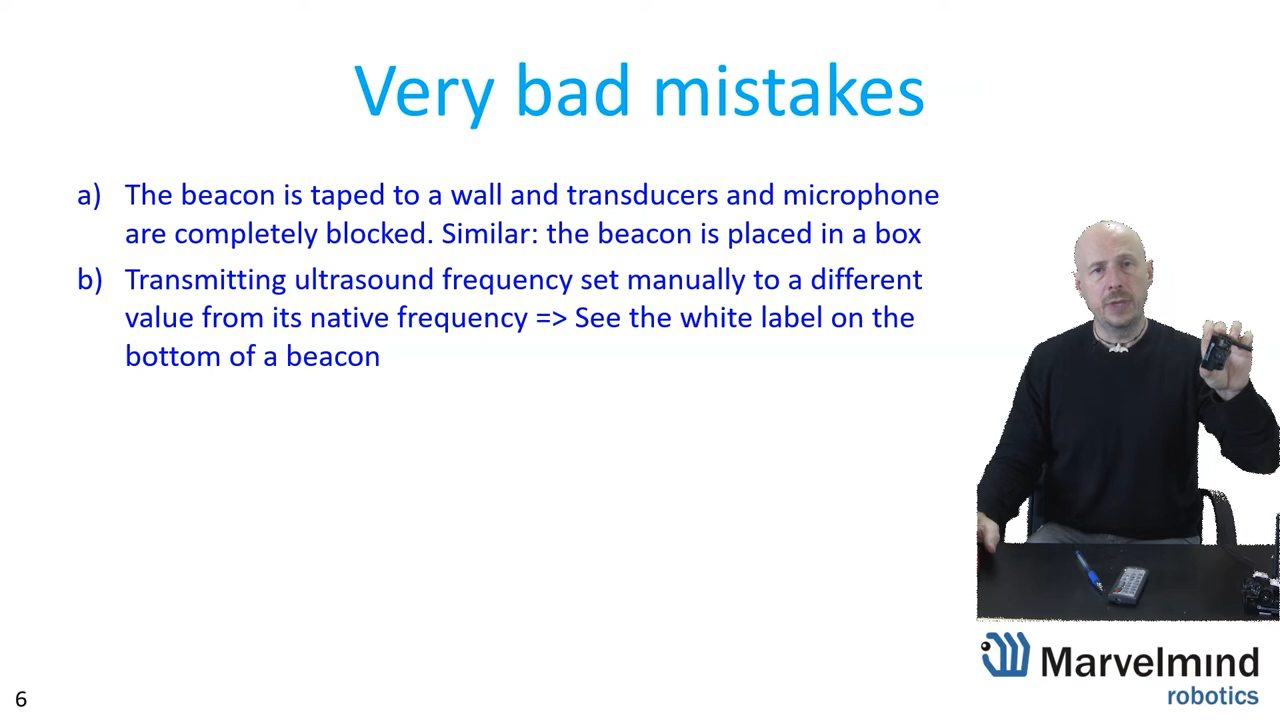 Very bad mistakes
a) The beacon is taped to a wall and transducers and microphone
are completely blocked. Similar: the beacon is placed in a box
b) Transmitting ultrasound frequency set manually to a different
value from its native frequency => See the white label on the
bottom of a beacon
Marvelmind
robotics
6